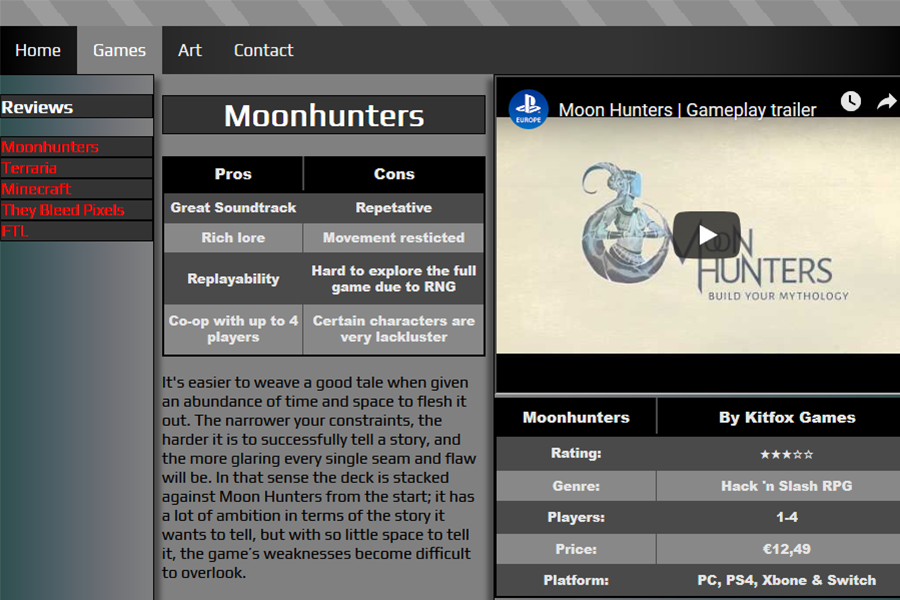 Home Games Art Contact
Reviews
Moonhunters
Terraria
Minecraft
They Bleed Pixels
FTL
Moonhunters
Pros Cons
Great Soundtrack Repetative
Rich lore Movement resticted
Replayability Hard to explore the full
game due to RNG
Co-op with up to 4 Certain characters are
players very lackluster
It's easier to weave a good tale when given
an abundance of time and space to flesh it
out. The narrower your constraints, the
harder it is to successfully tell a story, and
the more glaring every single seam and flaw
will be. In that sense the deck is stacked
against Moon Hunters from the start; it has
a lot of ambition in terms of the story it
wants to tell, but with so little space to tell
it, the game's weaknesses become difficult
to overlook.
EUROPE
Moon Hunters | Gameplay trailer
MOON
HUNTERS
BUILD YOUR MYTHOLOGY
Moonhunters By Kitfox Games
Rating: ★★★☆☆
Genre: Hack 'n Slash RPG
Players: 1-4
Price: €12,49
Platform: PC, PS4, Xbone & Switch